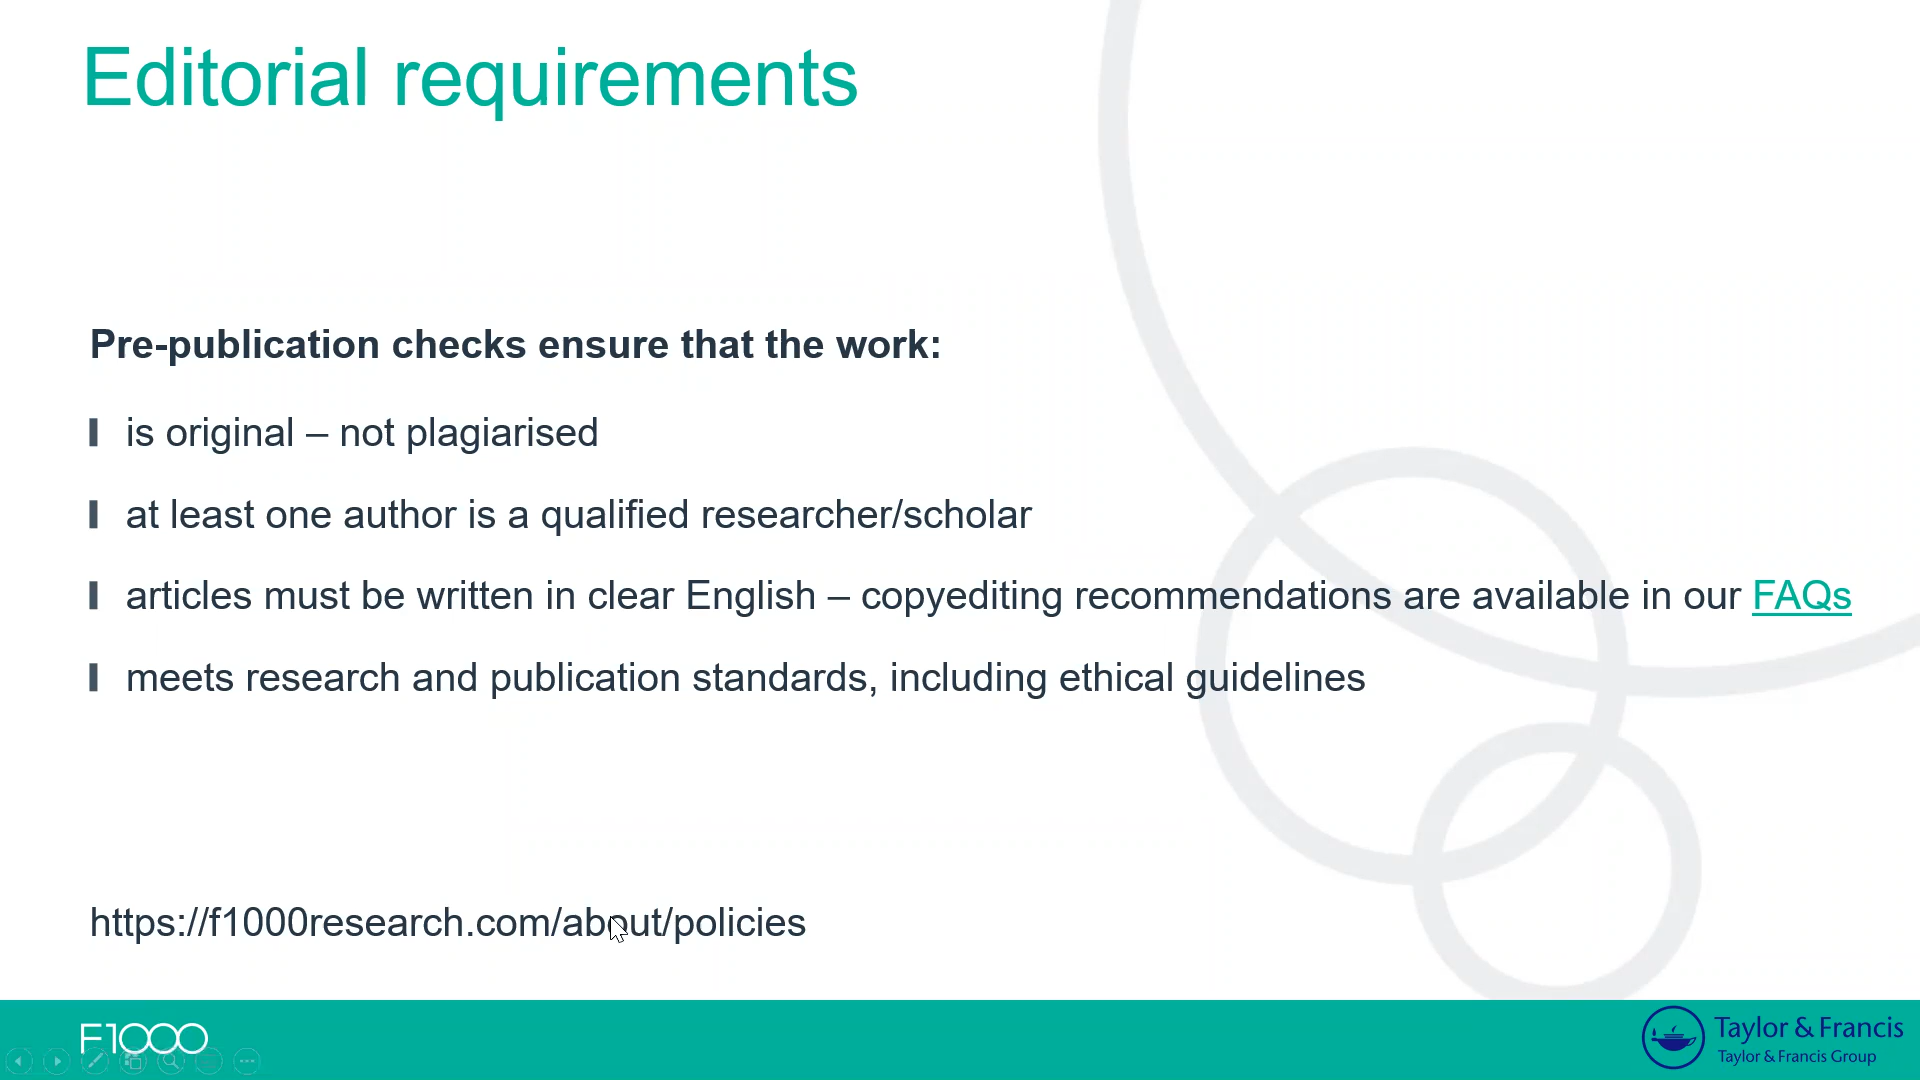 Editorial requirements
Pre-publication checks ensure that the work:
is original – not plagiarised
at least one author is a qualified researcher/scholar
articles must be written in clear English – copyediting recommendations are available in our FAQs
meets research and publication standards, including ethical guidelines
https://f1000research.com/about/policies
F1000
Taylor & Francis
Taylor & Francis Group